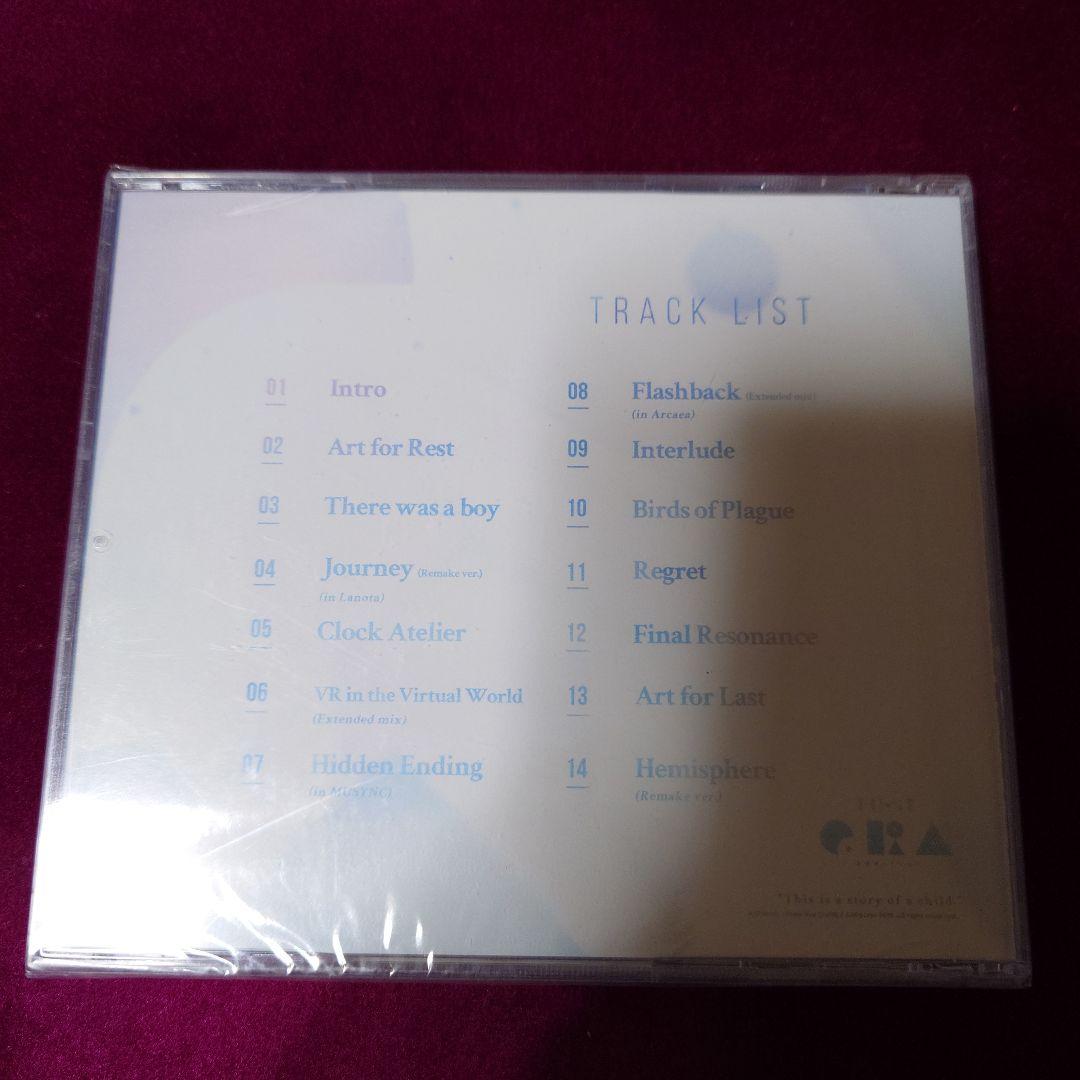 TRACK LIST
01 Intro
02 Art for Rest
03 There was a boy
04 Journey (Remake ver.)
(in Lanota)
05 Clock Atelier
06 VR in the Virtual World
(Extended mix)
07 Hidden Ending
(in MUSYNC)
08 Flashback (Extended mix)
(in Arcaea)
09 Interlude
10 Birds of Plague
11 Regret
12 Final Resonance
13 Art for Last
14 Hemisphere
(Remake ver.)
"This is a story of a child."